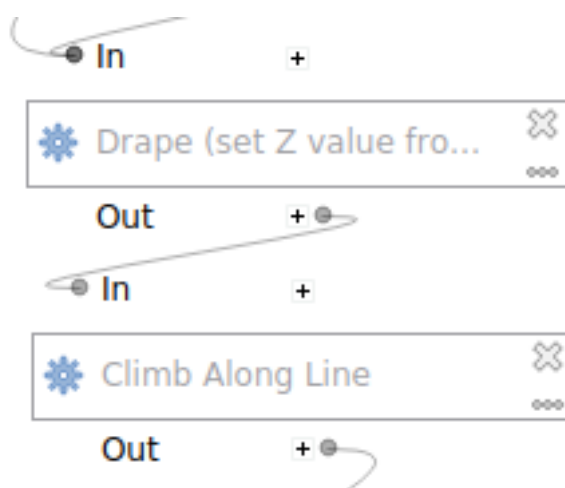 In
Drape (set Z value fro...
Out
In
Climb Along Line
Out